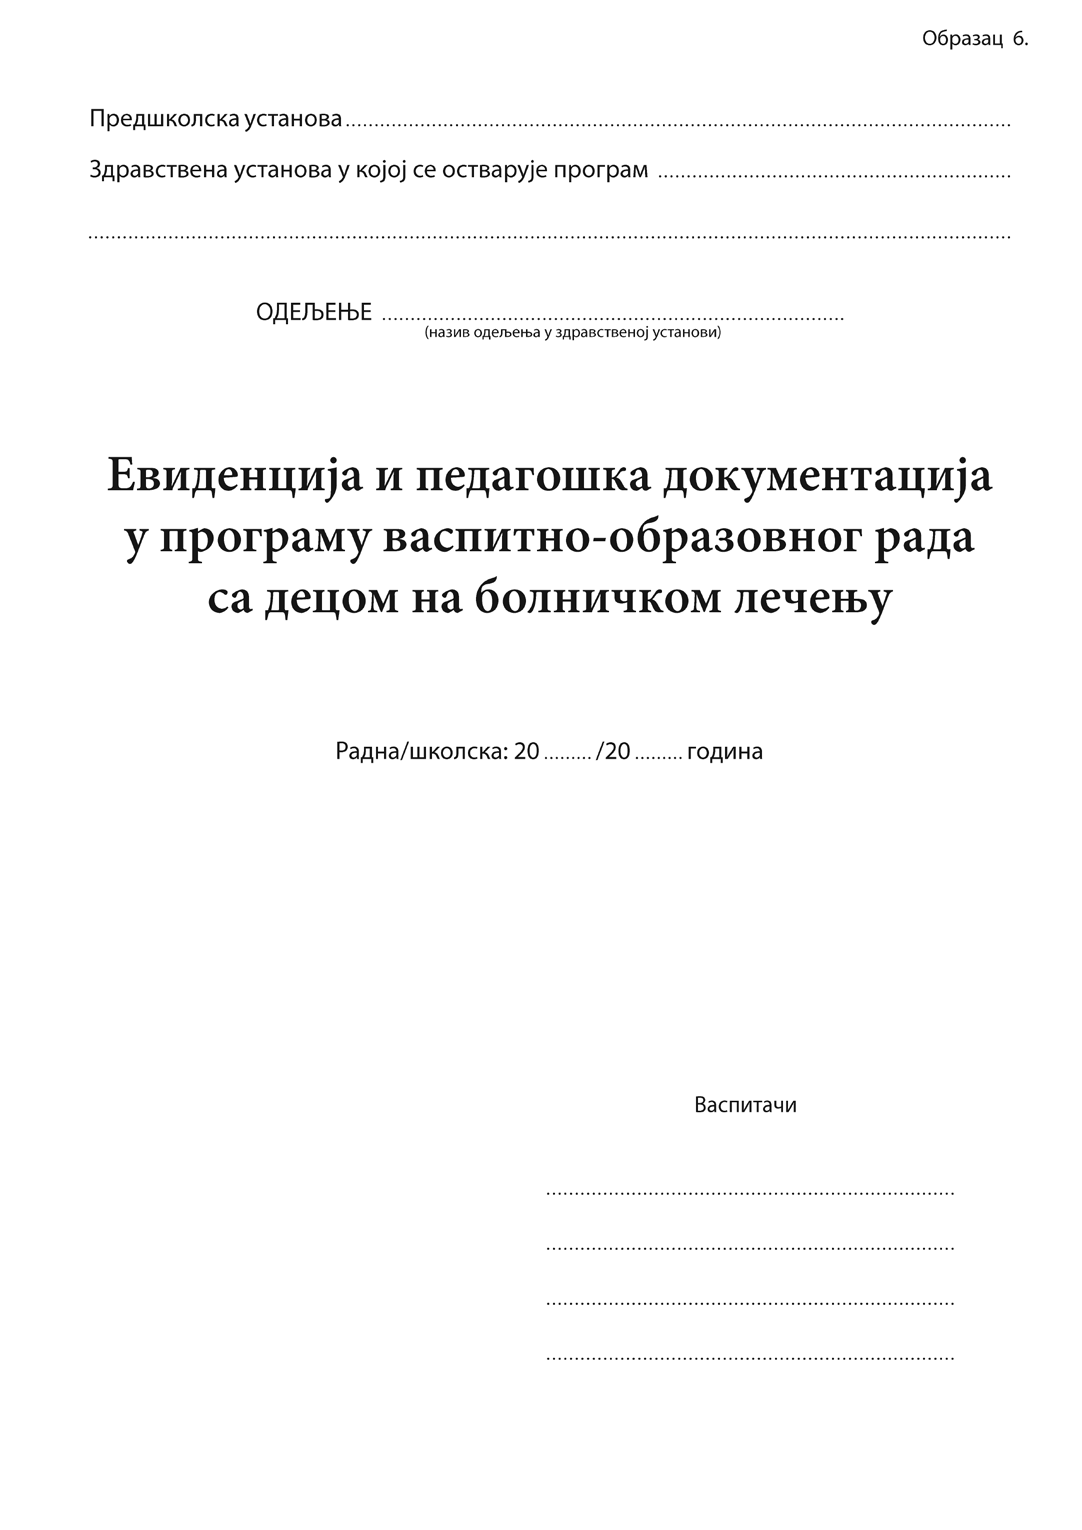 Образац 6.
Предшколска установа........................................................................................................................
Здравствена установа у којој се остварује програм ................................................................
........................................................................................................................................................................
ОДЕЉЕЊЕ ....................................................................................
(назив одељења у здравственој установи)
Евиденција и педагошка документација
у програму васпитно-образовног рада
са децом на болничком лечењу
Радна/школска: 20 ......... /20 ......... година
Васпитачи
..........................................................................
..........................................................................
..........................................................................
..........................................................................